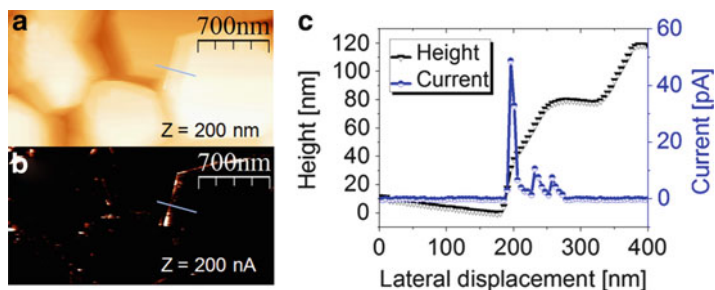 a
700nm
Z = 200 nm
b
700nm
Z = 200 nA
c
Height [nm]
120
100
80
60
40
20
0
Height
Current
60
40
20
0
Current [pA]
0 100 200 300 400
Lateral displacement [nm]